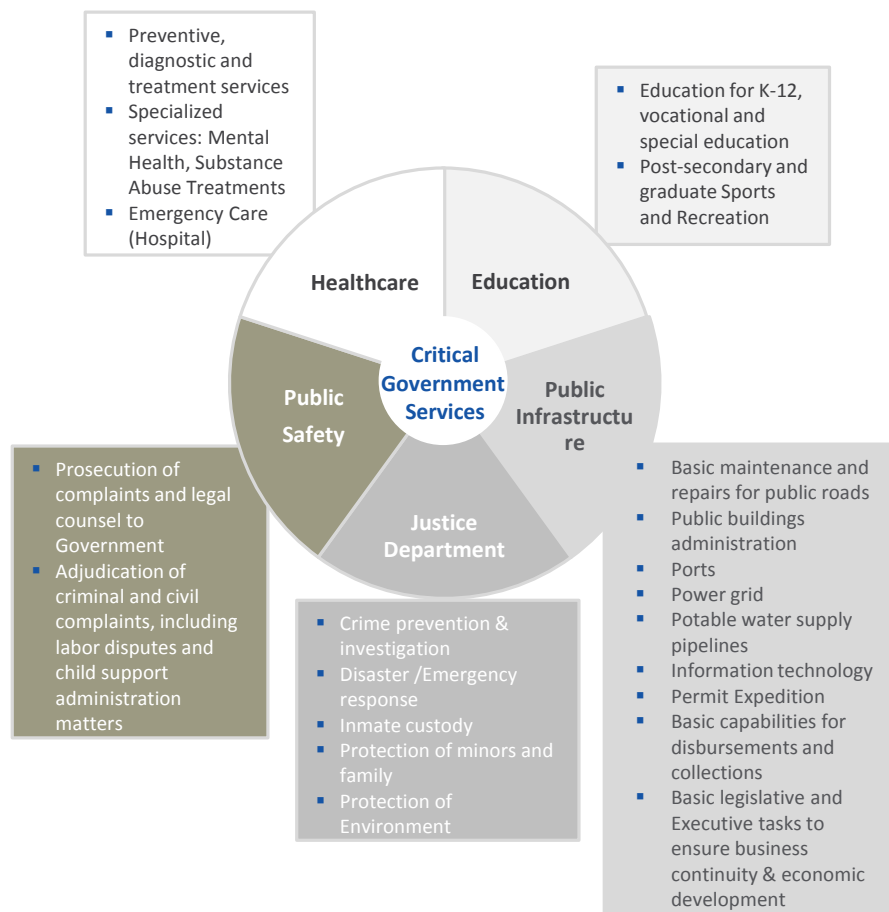 ▪ Preventive,
diagnostic and
treatment services
▪ Specialized
services: Mental
Health, Substance
Abuse Treatments
▪ Emergency Care
(Hospital)
▪ Education for K-12,
vocational and
special education
▪ Post-secondary and
graduate Sports
and Recreation
Healthcare
Education
Critical
Government
Services
Public
Safety
Public
Infrastructu
re
Justice
Department
▪ Prosecution of
complaints and legal
counsel to
Government
▪ Adjudication of
criminal and civil
complaints, including
labor disputes and
child support
administration
matters
▪ Crime prevention &
investigation
▪ Disaster /Emergency
response
▪ Inmate custody
▪ Protection of minors and
family
▪ Protection of
Environment
▪ Basic maintenance and
repairs for public roads
▪ Public buildings
administration
▪ Ports
▪ Power grid
▪ Potable water supply
pipelines
▪ Information technology
▪ Permit Expedition
▪ Basic capabilities for
disbursements and
collections
▪ Basic legislative and
Executive tasks to
ensure business
continuity & economic
development